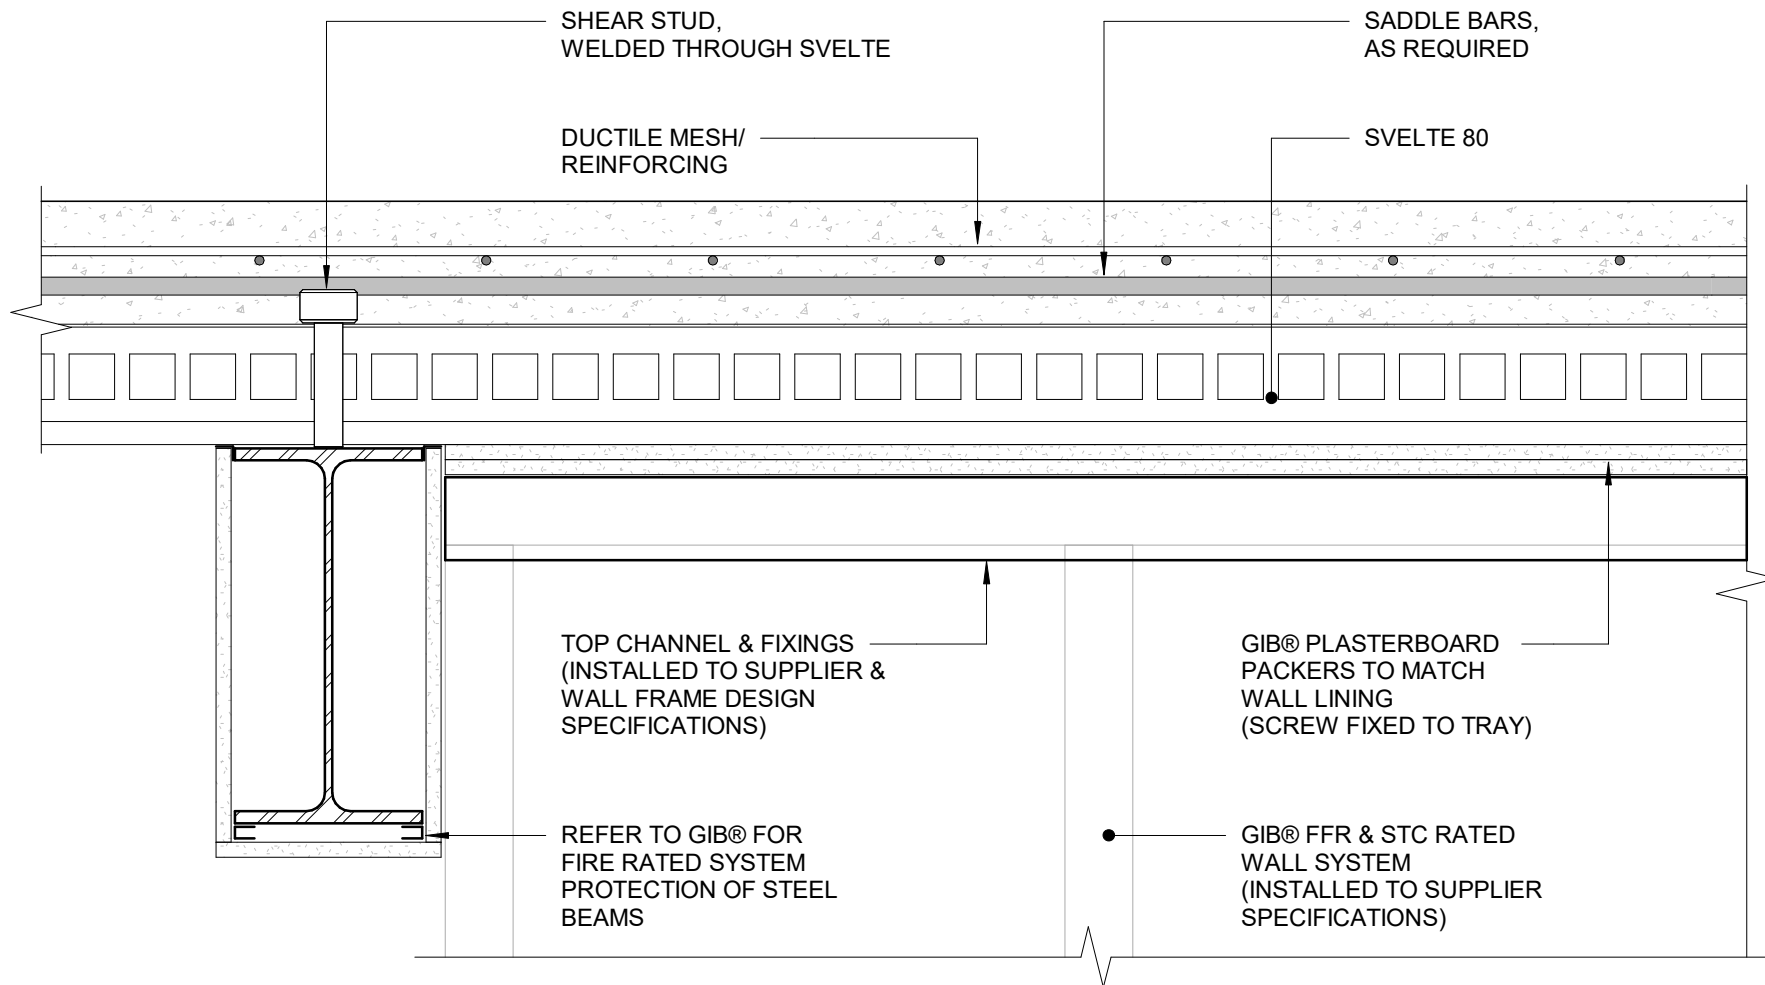 SHEAR STUD,
WELDED THROUGH SVELTE
SADDLE BARS,
AS REQUIRED
DUCTILE MESH/
REINFORCING
SVELTE 80
TOP CHANNEL & FIXINGS
(INSTALLED TO SUPPLIER &
WALL FRAME DESIGN
SPECIFICATIONS)
GIB® PLASTERBOARD
PACKERS TO MATCH
WALL LINING
(SCREW FIXED TO TRAY)
REFER TO GIB® FOR
FIRE RATED SYSTEM
PROTECTION OF STEEL
BEAMS
GIB® FFR & STC RATED
WALL SYSTEM
(INSTALLED TO SUPPLIER
SPECIFICATIONS)